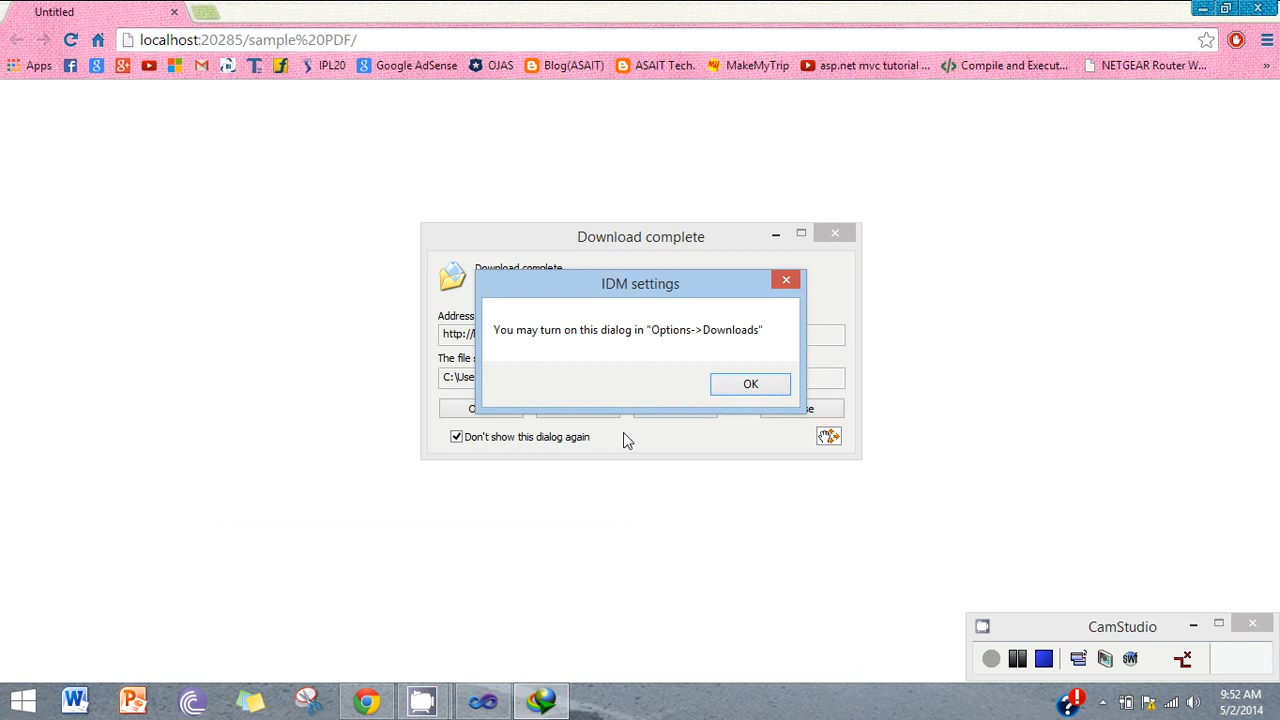 Untitled
localhost:20285/sample%20PDF/
Apps
IPL20
Google AdSense
OJAS
Blog(ASAIT)
ASAIT Tech.
MakeMyTrip
asp.net mvc tutorial ...
Compile and Execut...
NETGEAR Router W...
»
Download complete
Download complete
IDM settings
You may turn on this dialog in "Options->Downloads"
OK
Address
http://
The file
C:\Use
Don't show this dialog again
CamStudio
9:52 AM
5/2/2014